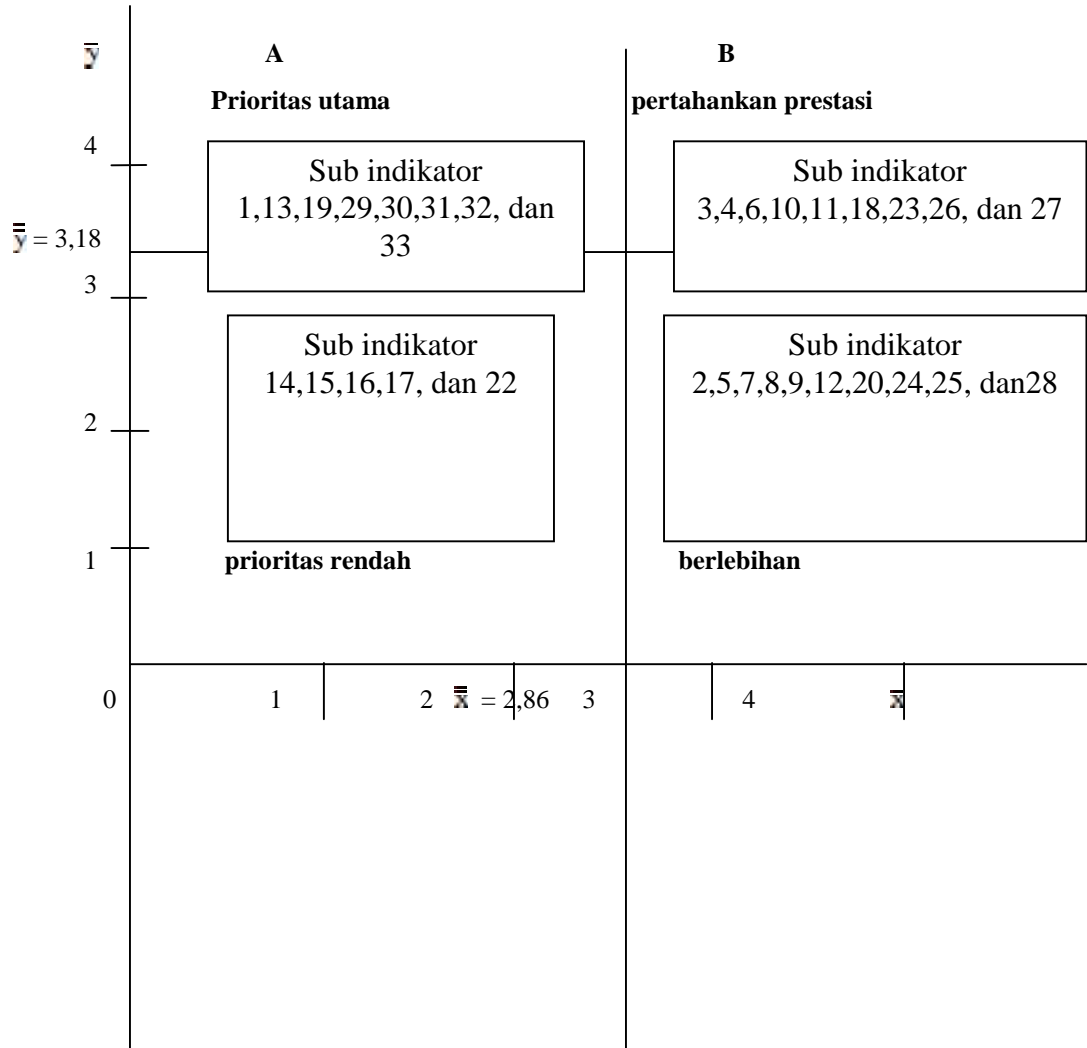 y̅
A
B
Prioritas utama
pertahankan prestasi
4
Sub indikator
1,13,19,29,30,31,32, dan
33
Sub indikator
3,4,6,10,11,18,23,26, dan 27
y̿ = 3,18
3
Sub indikator
14,15,16,17, dan 22
Sub indikator
2,5,7,8,9,12,20,24,25, dan28
2
1
prioritas rendah
berlebihan
0 1 2 x̿ = 2,86 3 4 x̅